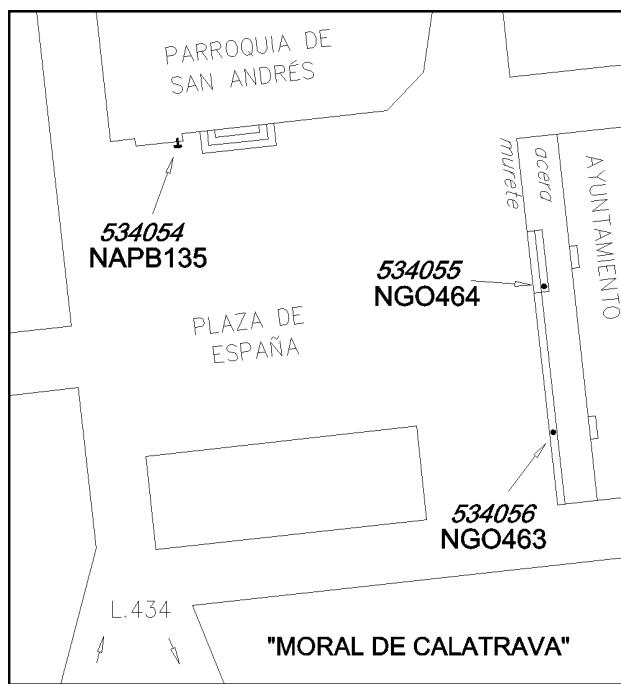 PARROQUIA DE
SAN ANDRÉS
534054
NAPB135
murete
acera
AYUNTAMIENTO
534055
NGO464
PLAZA DE
ESPAÑA
534056
NGO463
L.434
"MORAL DE CALATRAVA"